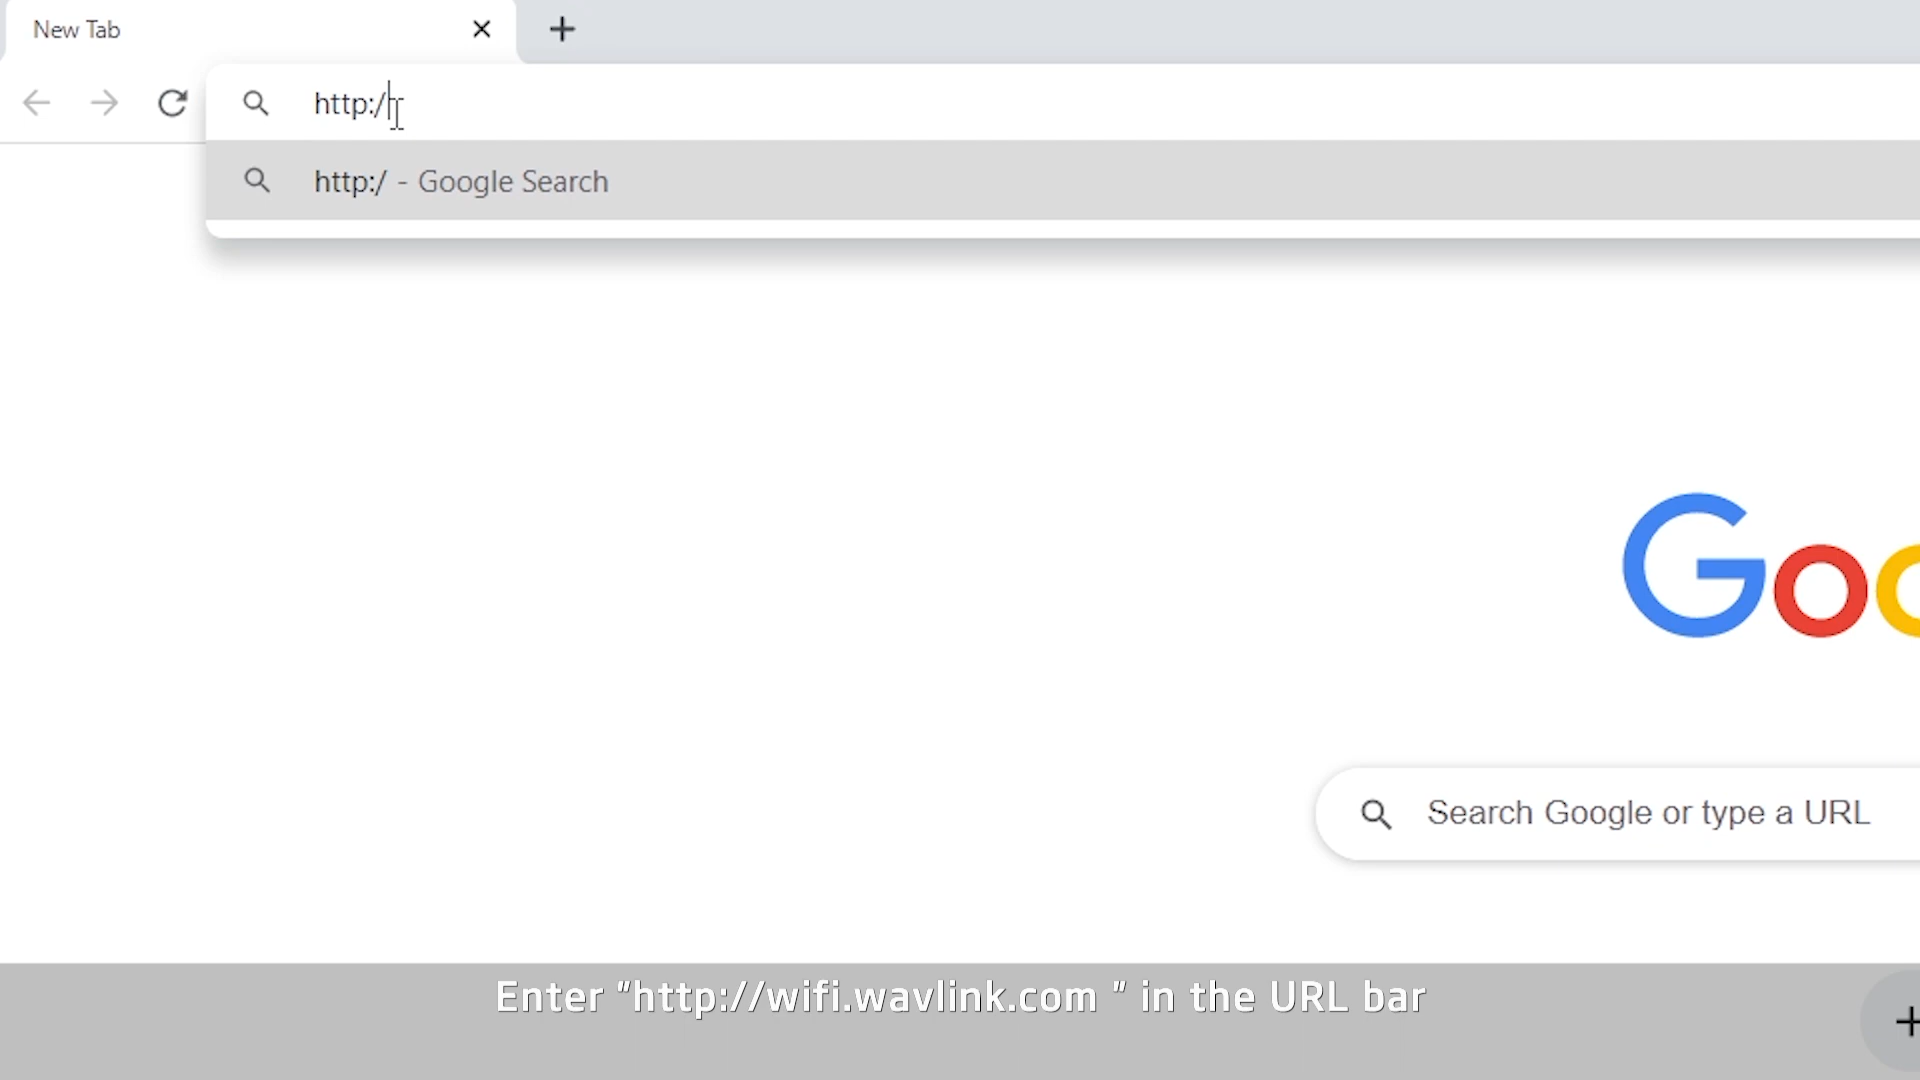 New Tab
http:/
http:/ - Google Search
Goo
Search Google or type a URL
Enter "http://wifi.wavlink.com " in the URL bar